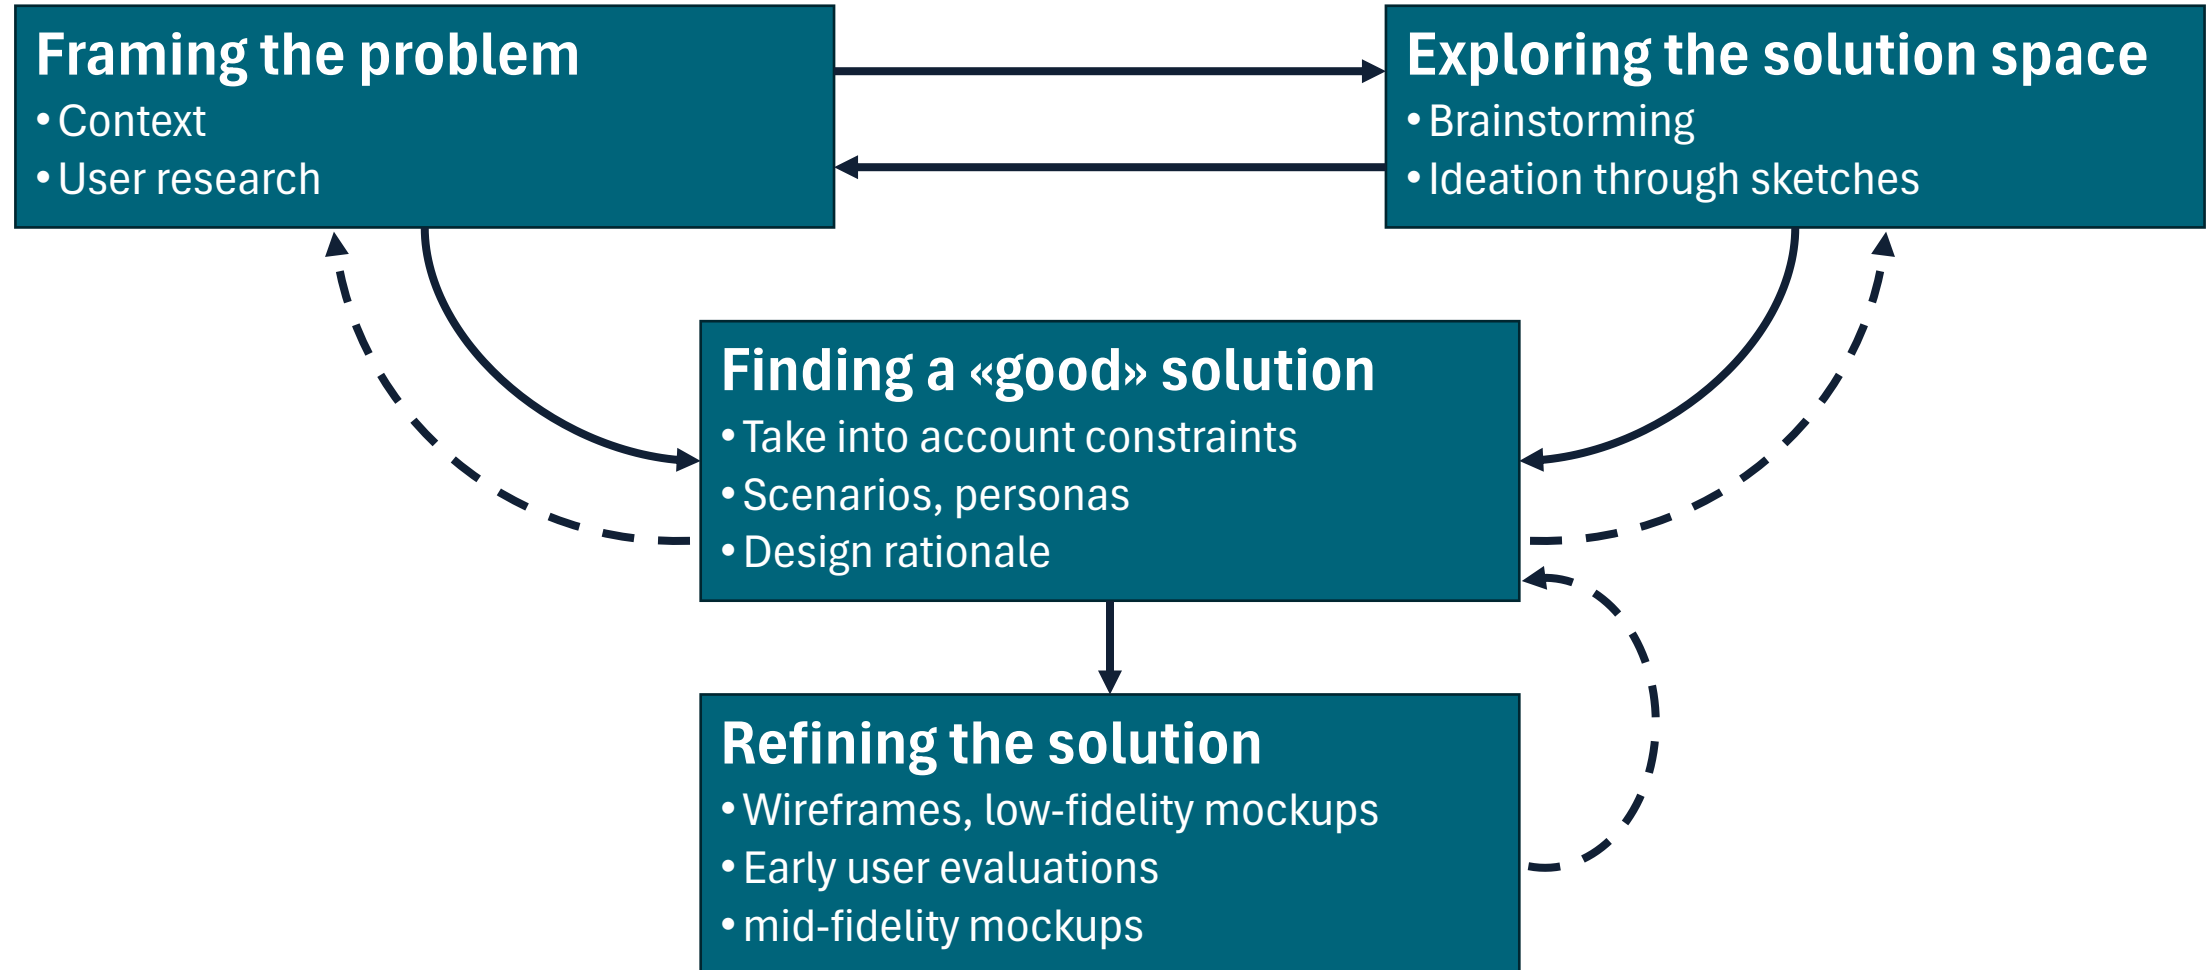 Framing the problem
• Context
• User research
Exploring the solution space
• Brainstorming
• Ideation through sketches
Finding a «good» solution
• Take into account constraints
• Scenarios, personas
• Design rationale
Refining the solution
• Wireframes, low-fidelity mockups
• Early user evaluations
• mid-fidelity mockups